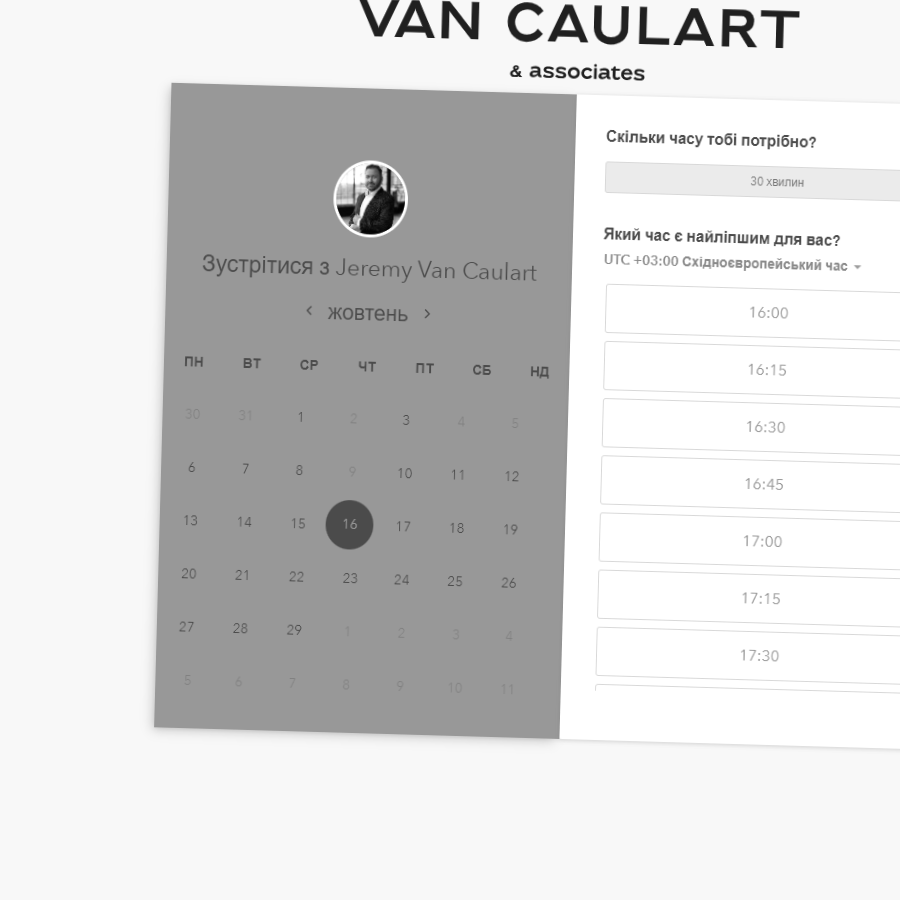 VAN CAULART
& associates
Зустрітися з Jeremy Van Caulart
жовтень
ПН ВТ СР ЧТ ПТ СБ НД
30 31 1 2 3 4 5
6 7 8 9 10 11 12
13 14 15 16 17 18 19
20 21 22 23 24 25 26
27 28 29 1 2 3 4
5 6 7 8 9 10 11
Скільки часу тобі потрібно?
30 хвилин
Який час є найліпшим для вас?
UTC +03:00 Східноєвропейський час
16:00
16:15
16:30
16:45
17:00
17:15
17:30